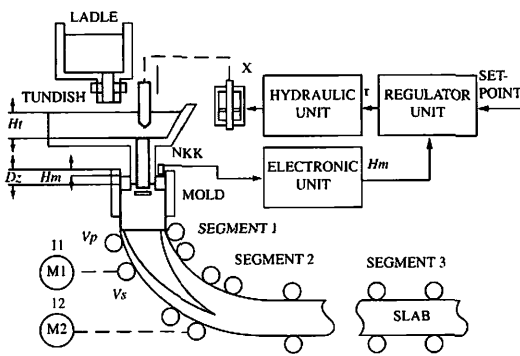 LADLE
TUNDISH
X
HYDRAULIC
UNIT
r
REGULATOR
UNIT
SET-
POINT
Ht
NKK
ELECTRONIC
UNIT
Hm
Dz
Hm
MOLD
Vp
SEGMENT 1
11
M1
SEGMENT 2
SEGMENT 3
Vs
12
M2
SLAB